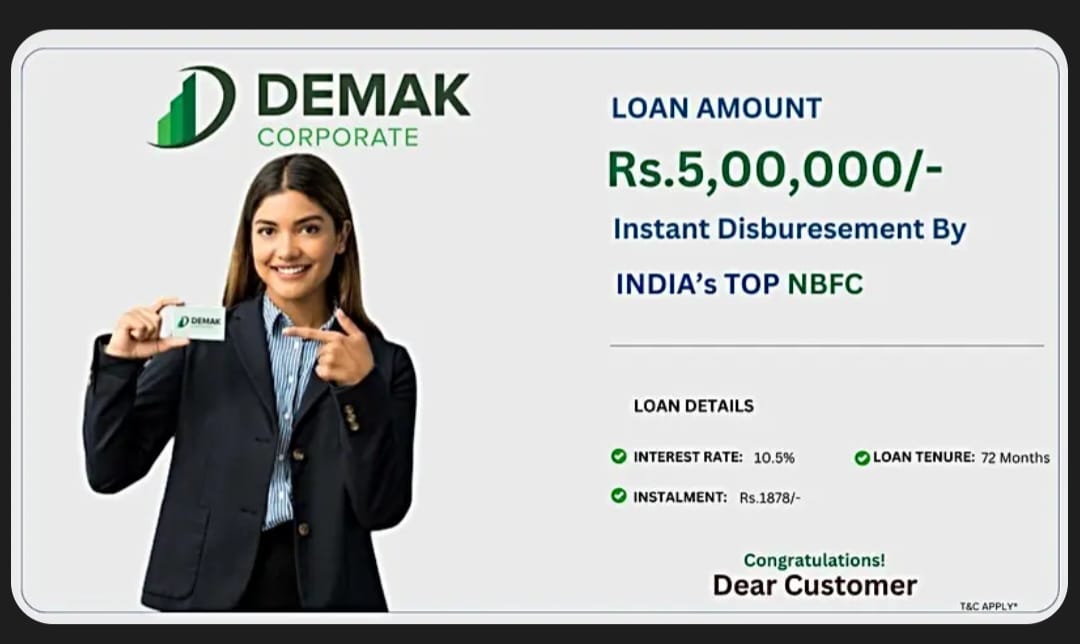 DEMAK
CORPORATE
DEMAK
LOAN AMOUNT
Rs.5,00,000/-
Instant Disburesement By
INDIA's TOP NBFC
LOAN DETAILS
INTEREST RATE: 10.5%
LOAN TENURE: 72 Months
INSTALMENT: Rs.1878/-
Congratulations!
Dear Customer
T&C APPLY*